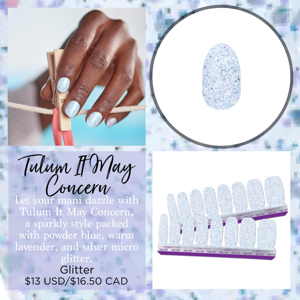 Tulum It May
Concern
Let your mani dazzle with
Tulum It May Concern,
a sparkly style packed
with powder blue, warm
lavender, and silver micro
glitter.
Glitter
$13 USD/$16.50 CAD